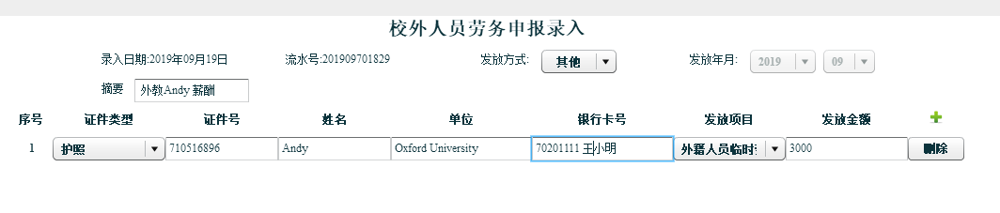 校外人员劳务申报录入
录入日期:2019年09月19日 流水号:201909701829 发放方式: 其他 发放年月: 2019 09
摘要 外教Andy 薪酬
序号 证件类型 证件号 姓名 单位 银行卡号 发放项目 发放金额
1 护照 710516896 Andy Oxford University 70201111 王小明 外籍人员临时 3000 删除